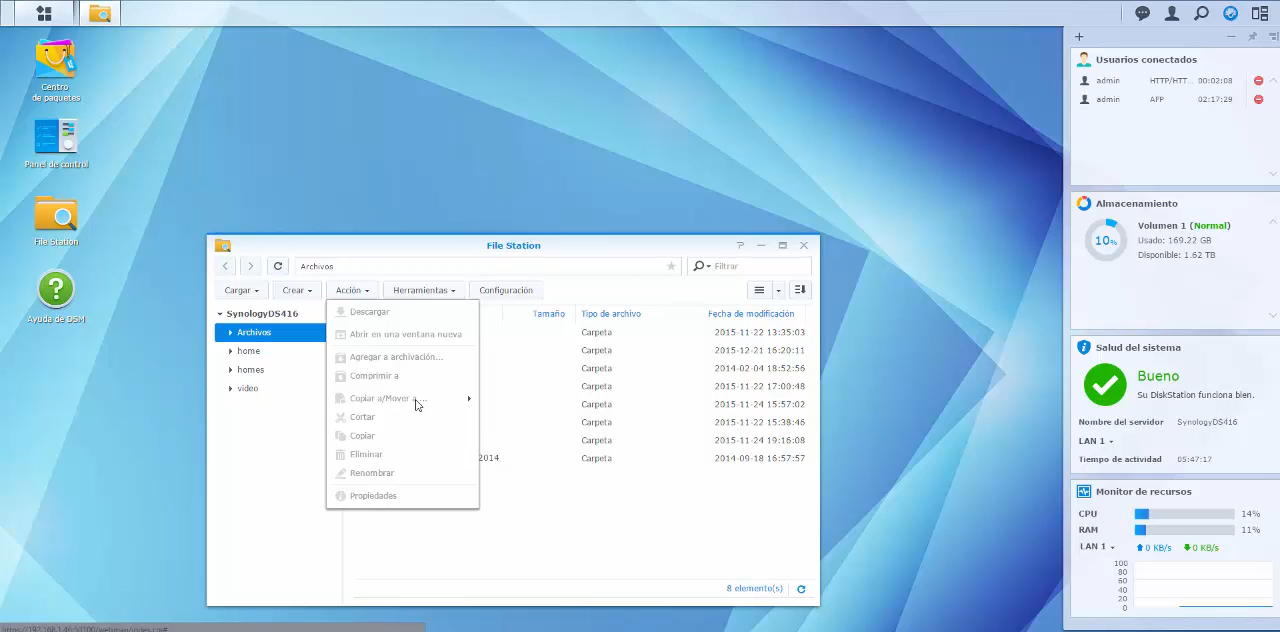 Centro
de paquetes
Panel de control
File Station
Ayuda de DSM
File Station
Archivos
Filtrar
Cargar
Crear
Acción
Herramientas
Configuración
SynologyDS416
Archivos
home
homes
video
Descargar
Abrir en una ventana nueva
Agregar a archivación...
Comprimir a
Copiar a/Mover a...
Cortar
Copiar
Eliminar
Renombrar
Propiedades
Tamaño Tipo de archivo Fecha de modificación
Carpeta 2015-11-22 13:35:03
Carpeta 2015-12-21 16:20:11
Carpeta 2014-02-04 18:52:56
Carpeta 2015-11-22 17:00:48
Carpeta 2015-11-24 15:57:02
Carpeta 2015-11-22 15:38:46
Carpeta 2015-11-24 19:16:08
2014 Carpeta 2014-09-18 16:57:57
8 elemento(s)
Usuarios conectados
admin HTTP/HTT... 00:02:08
admin AFP 02:17:29
Almacenamiento
10%
Volumen 1 (Normal)
Usado: 169.22 GB
Disponible: 1.62 TB
Salud del sistema
Bueno
Su DiskStation funciona bien.
Nombre del servidor SynologyDS416
LAN 1
Tiempo de actividad 05:47:17
Monitor de recursos
CPU 14%
RAM 11%
LAN 1 0 KB/s 0 KB/s
100
80
60
40
20
0